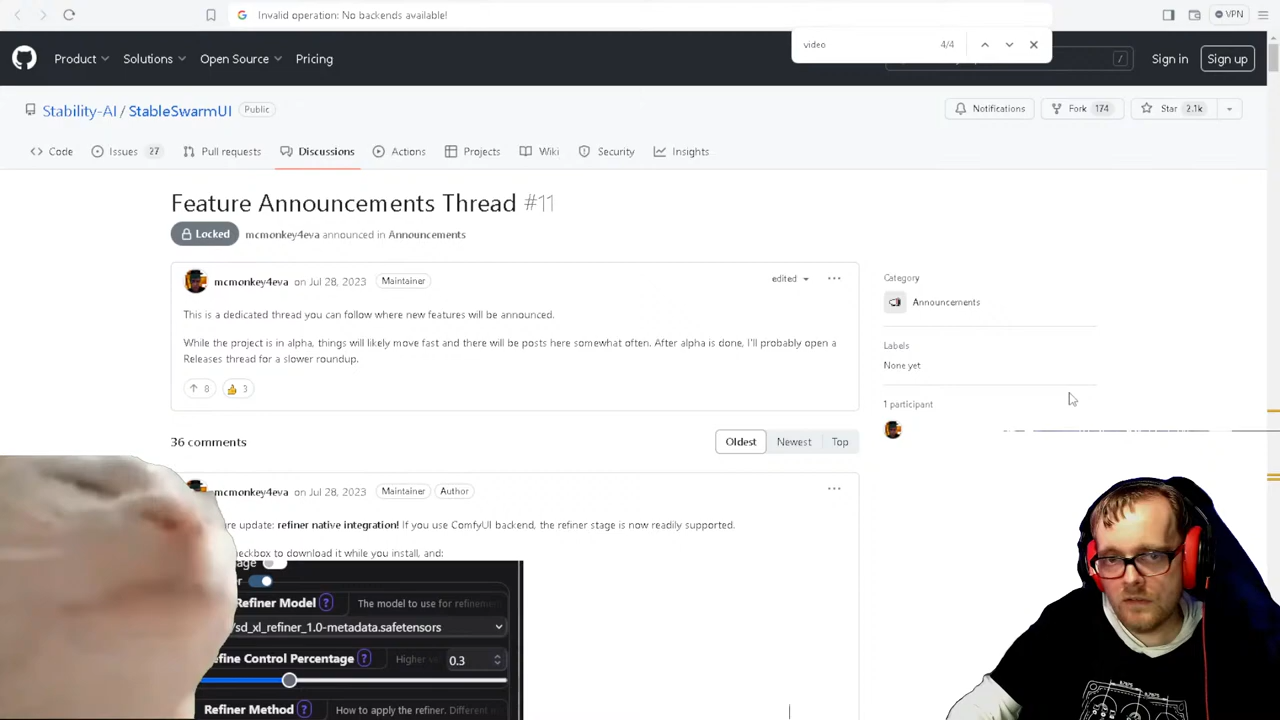 Invalid operation: No backends available!
VPN
video 4/4
Product Solutions Open Source Pricing
/
Sign in Sign up
Stability-AI / StableSwarmUI Public
Notifications Fork 174 Star 2.1k
Code Issues 27 Pull requests Discussions Actions Projects Wiki Security Insights
Feature Announcements Thread #11
Locked mcmonkey4eva announced in Announcements
mcmonkey4eva on Jul 28, 2023 Maintainer edited
This is a dedicated thread you can follow where new features will be announced.
While the project is in alpha, things will likely move fast and there will be posts here somewhat often. After alpha is done, I'll probably open a
Releases thread for a slower roundup.
8 3
Category
Announcements
Labels
None yet
1 participant
36 comments
Oldest Newest Top
mcmonkey4eva on Jul 28, 2023 Maintainer Author
update: refiner native integration! If you use ComfyUI backend, the refiner stage is now readily supported.
to download it while you install, and:
Refiner Model ? The model to use for
/sd_xl_refiner_1.0-metadata.safetensors
Control Percentage ? Higher 0.3
Refiner Method ? How to apply the refiner. Different